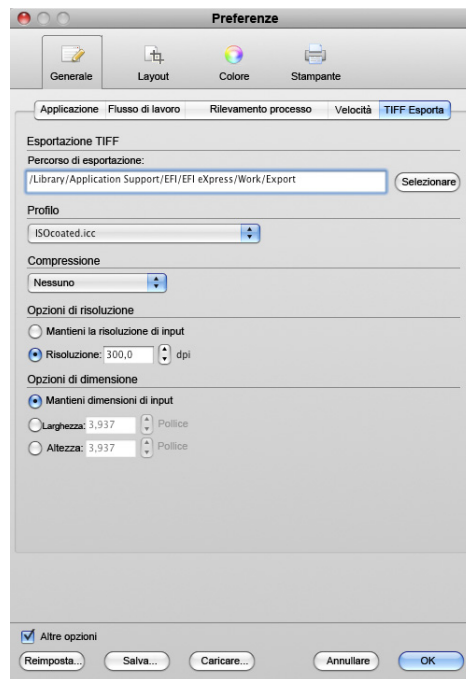 Preferenze
Generale Layout Colore Stampante
Applicazione Flusso di lavoro Rilevamento processo Velocità TIFF Esporta
Esportazione TIFF
Percorso di esportazione:
/Library/Application Support/EFI/EFI eXpress/Work/Export Selezionare
Profilo
ISOcoated.icc
Compressione
Nessuno
Opzioni di risoluzione
Mantieni la risoluzione di input
Risoluzione: 300,0 dpi
Opzioni di dimensione
Mantieni dimensioni di input
Larghezza: 3,937 Pollice
Altezza: 3,937 Pollice
Altre opzioni
Reimposta... Salva... Caricare... Annullare OK